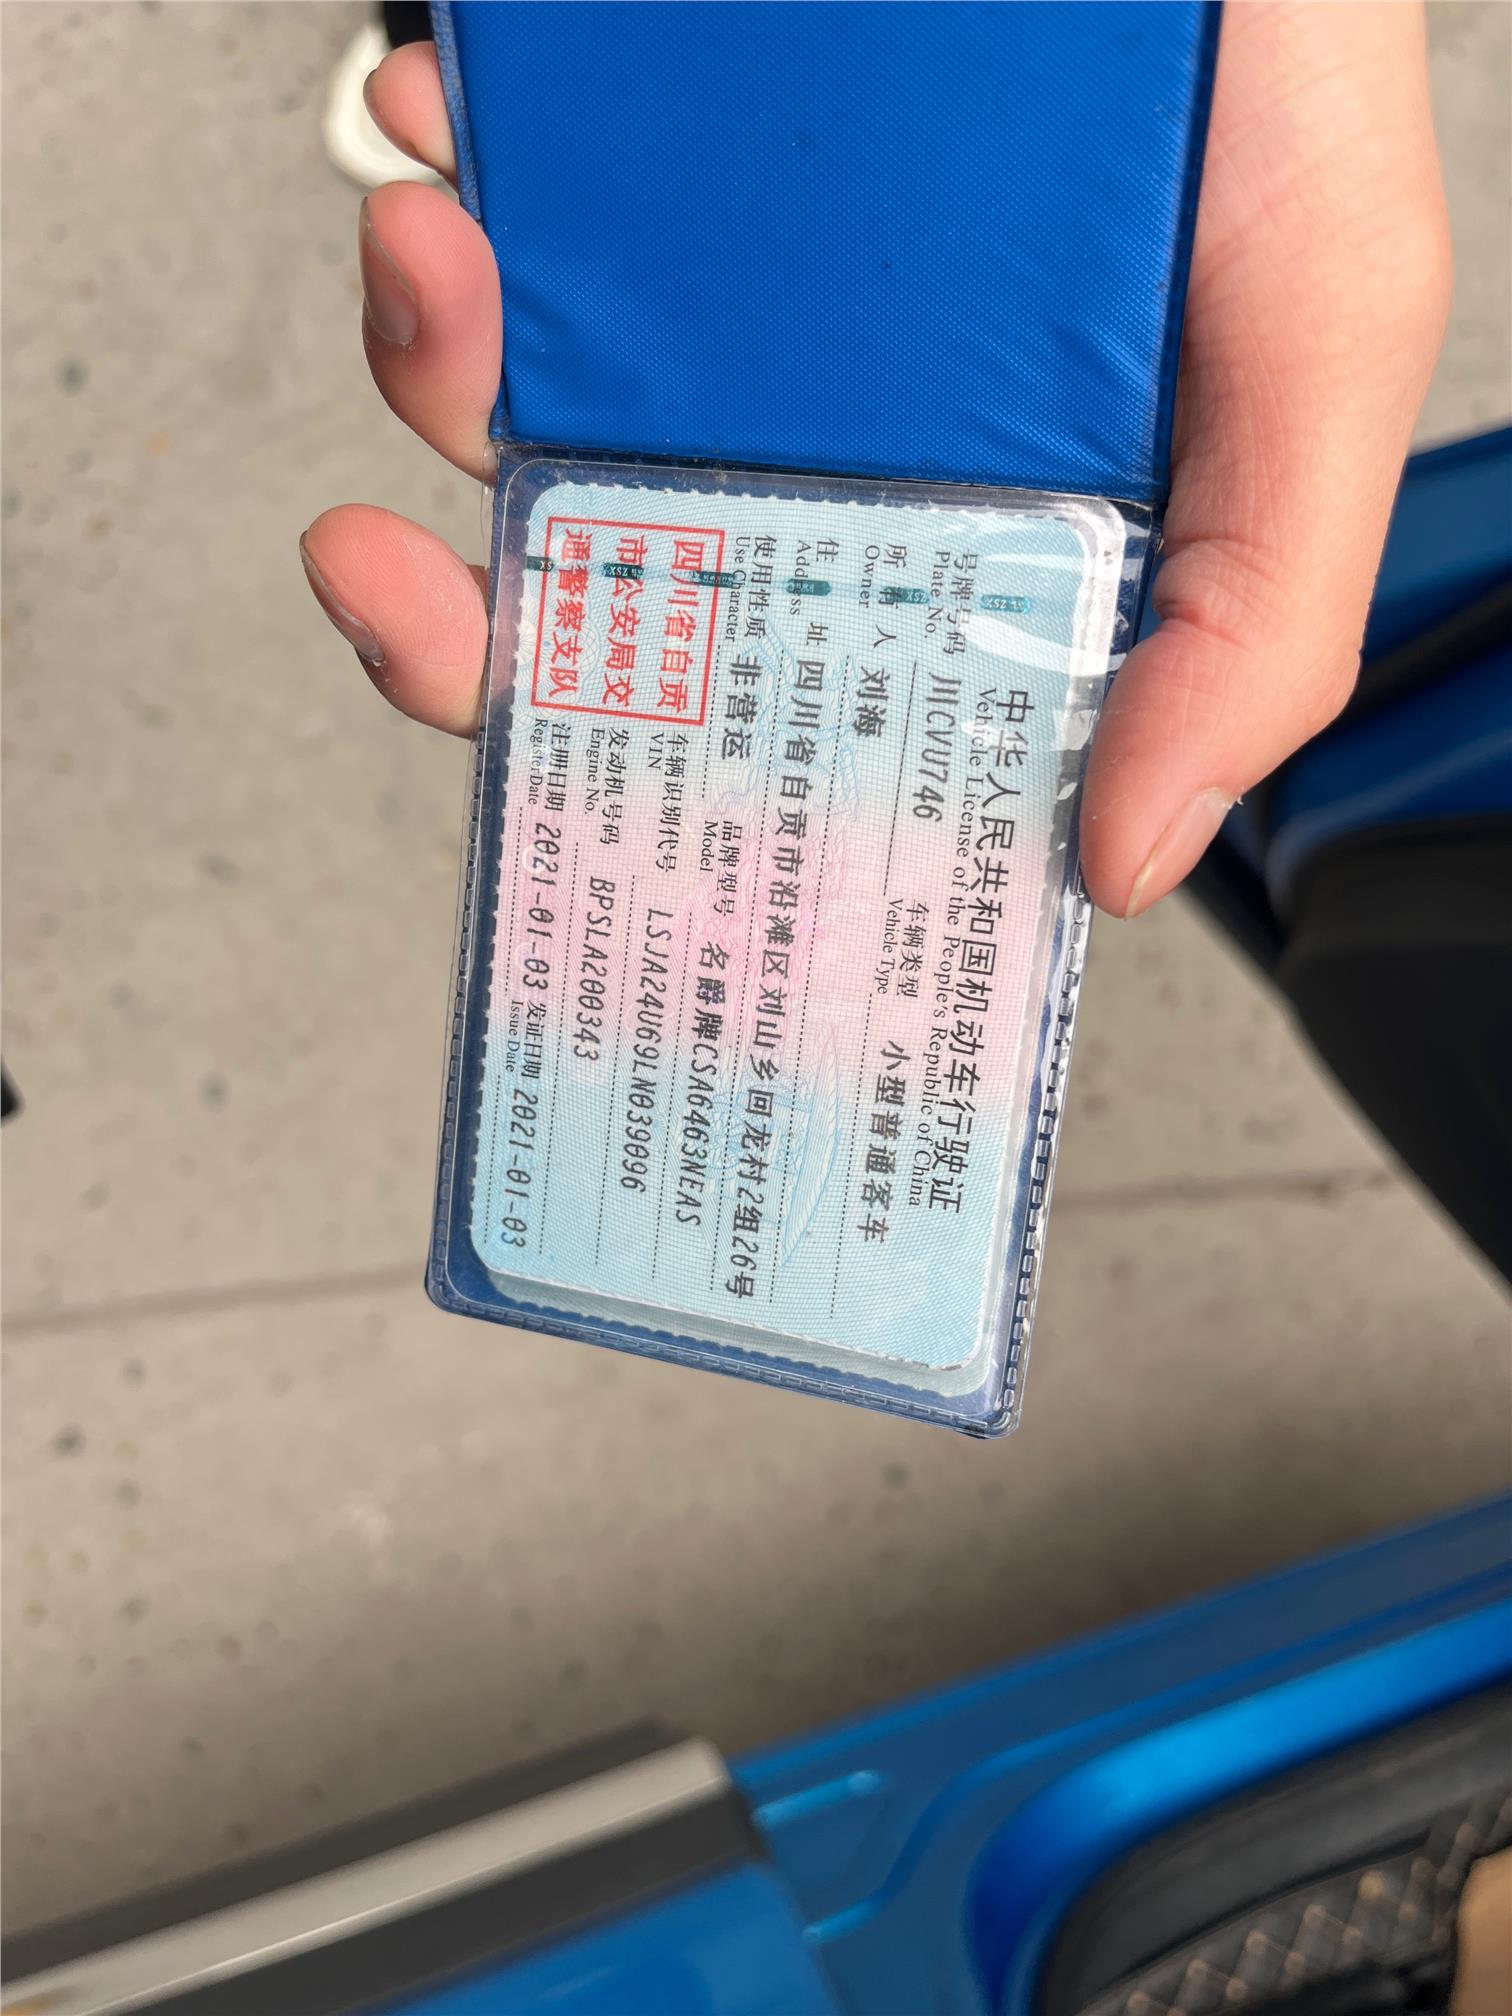 中华人民共和国机动车行驶证
Vehicle License of the People's Republic of China
号牌号码 川CVU746 车辆类型 小型普通客车
Plate No. Vehicle Type
所有人 刘海
Owner
住址 四川省自贡市沿滩区刘山乡回龙村2组26号
Address
使用性质 非营运 品牌型号 名爵牌CSA6463NEAS
Use Character Model
车辆识别代号 LSJA24U69LN039096
VIN
发动机号码 BPSLA200343
Engine No.
注册日期 2021-01-03 发证日期 2021-01-03
Register Date Issue Date
四川省自贡
市公安局交
通警察支队